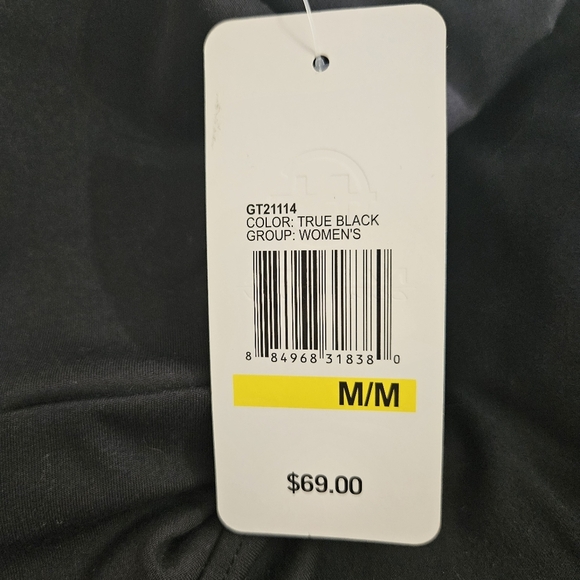 GT21114
COLOR: TRUE BLACK
GROUP: WOMEN'S
8 84968 31838 0
M/M
$69.00